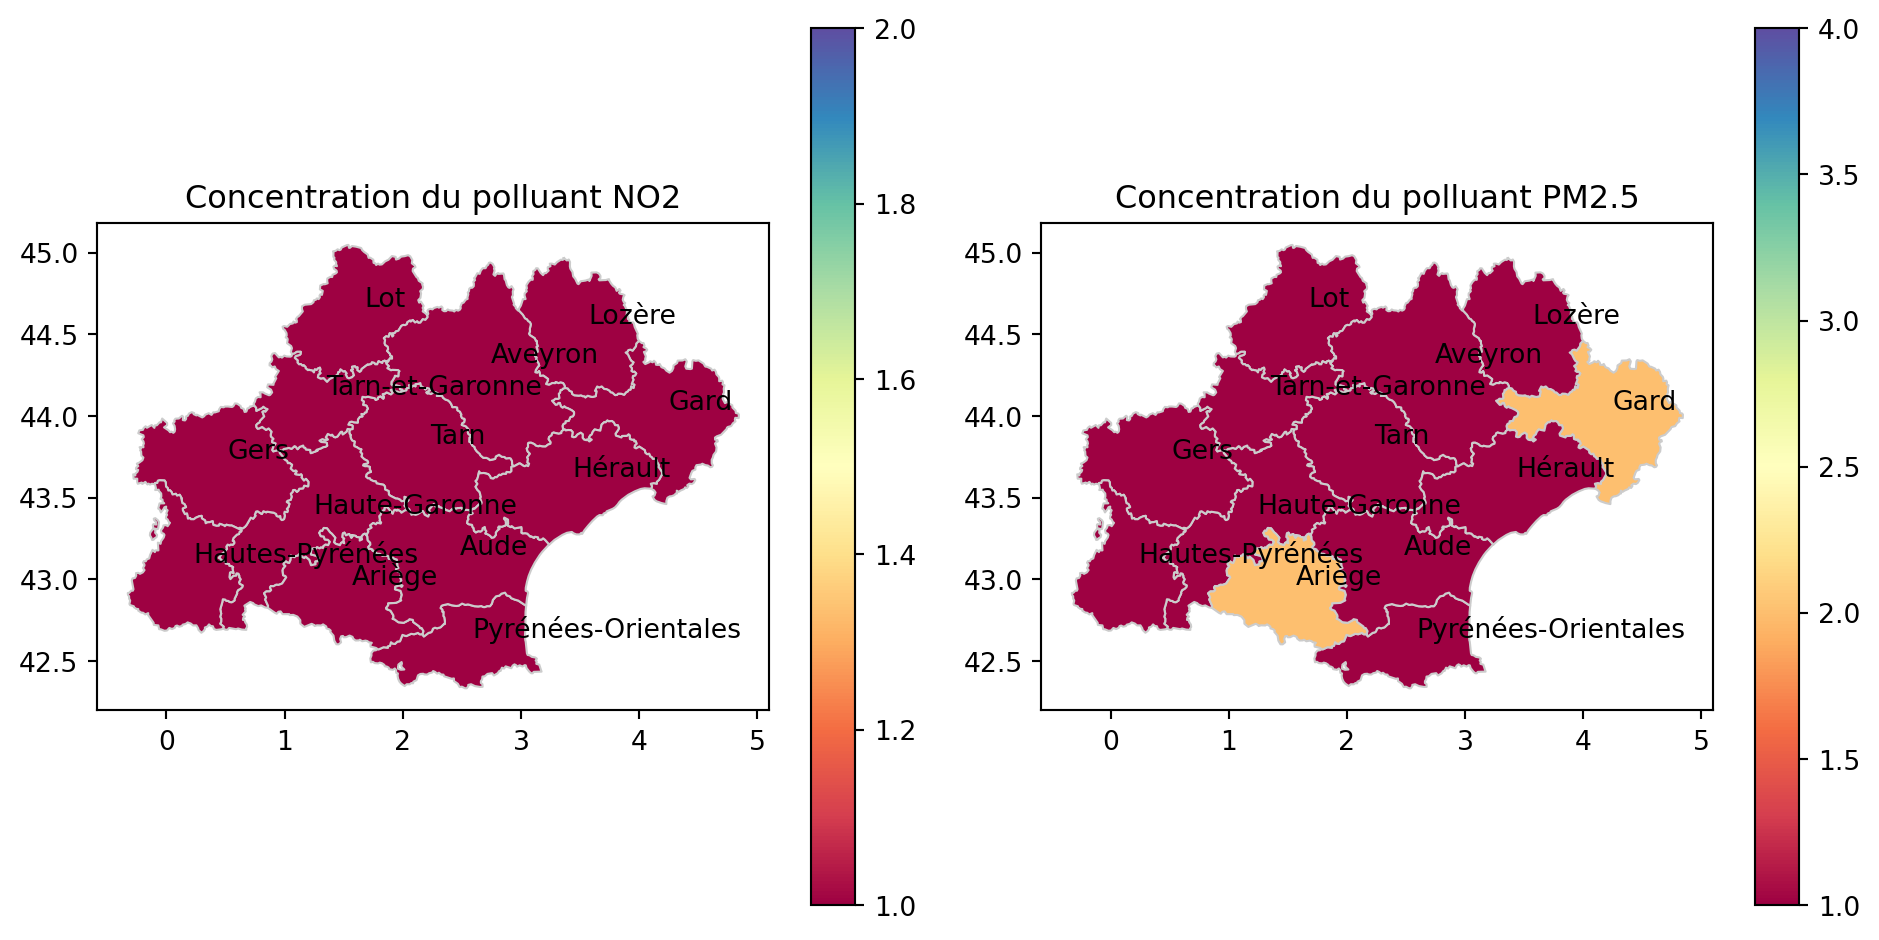 Concentration du polluant NO2
45.0
44.5
44.0
43.5
43.0
42.5
0 1 2 3 4 5
Lot
Lozère
Aveyron
Tarn-et-Garonne
Gard
Tarn
Gers
Hérault
Haute-Garonne
Aude
Hautes-Pyrénées
Ariège
Pyrénées-Orientales
2.0
1.8
1.6
1.4
1.2
1.0
Concentration du polluant PM2.5
45.0
44.5
44.0
43.5
43.0
42.5
0 1 2 3 4 5
Lot
Lozère
Aveyron
Tarn-et-Garonne
Gard
Tarn
Gers
Hérault
Haute-Garonne
Aude
Hautes-Pyrénées
Ariège
Pyrénées-Orientales
4.0
3.5
3.0
2.5
2.0
1.5
1.0